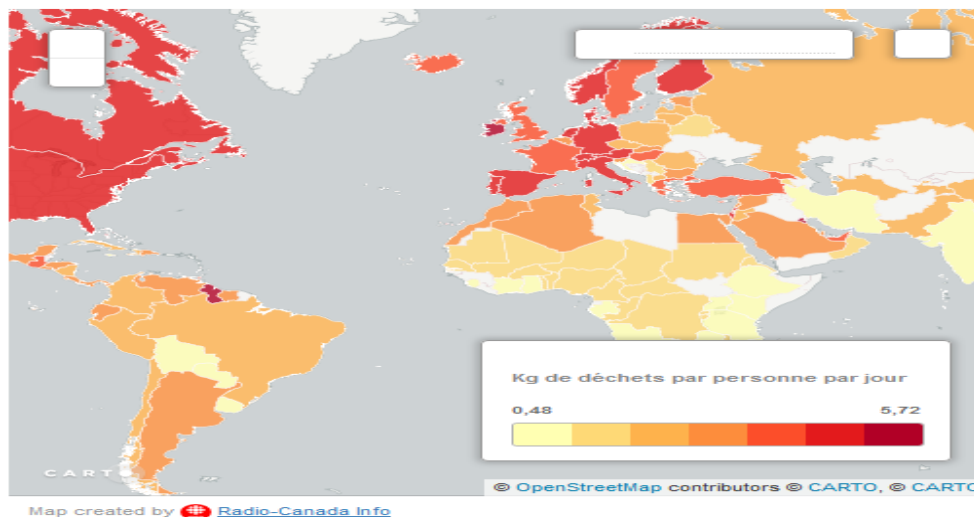 Kg de déchets par personne par jour
0,48 5,72
CARTO
© OpenStreetMap contributors © CARTO, © CARTO
Map created by Radio-Canada Info